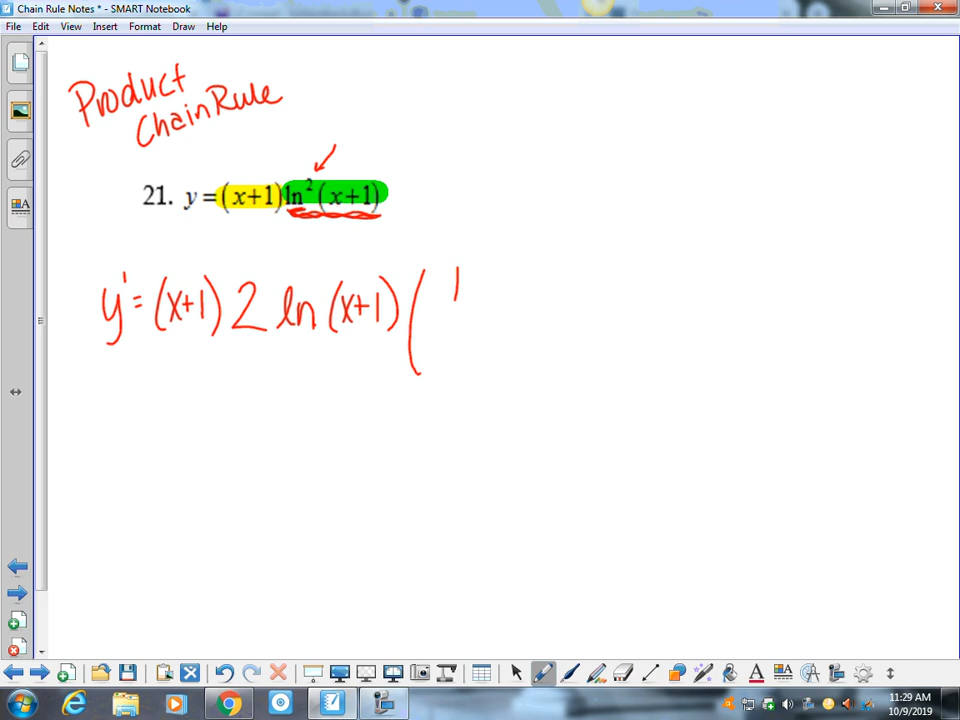 Chain Rule Notes * - SMART Notebook
File Edit View Insert Format Draw Help
Product
Chain Rule
21. y = (x+1)ln²(x+1)
y' = (x+1) 2 ln (x+1) ( 1
11:29 AM
10/9/2019